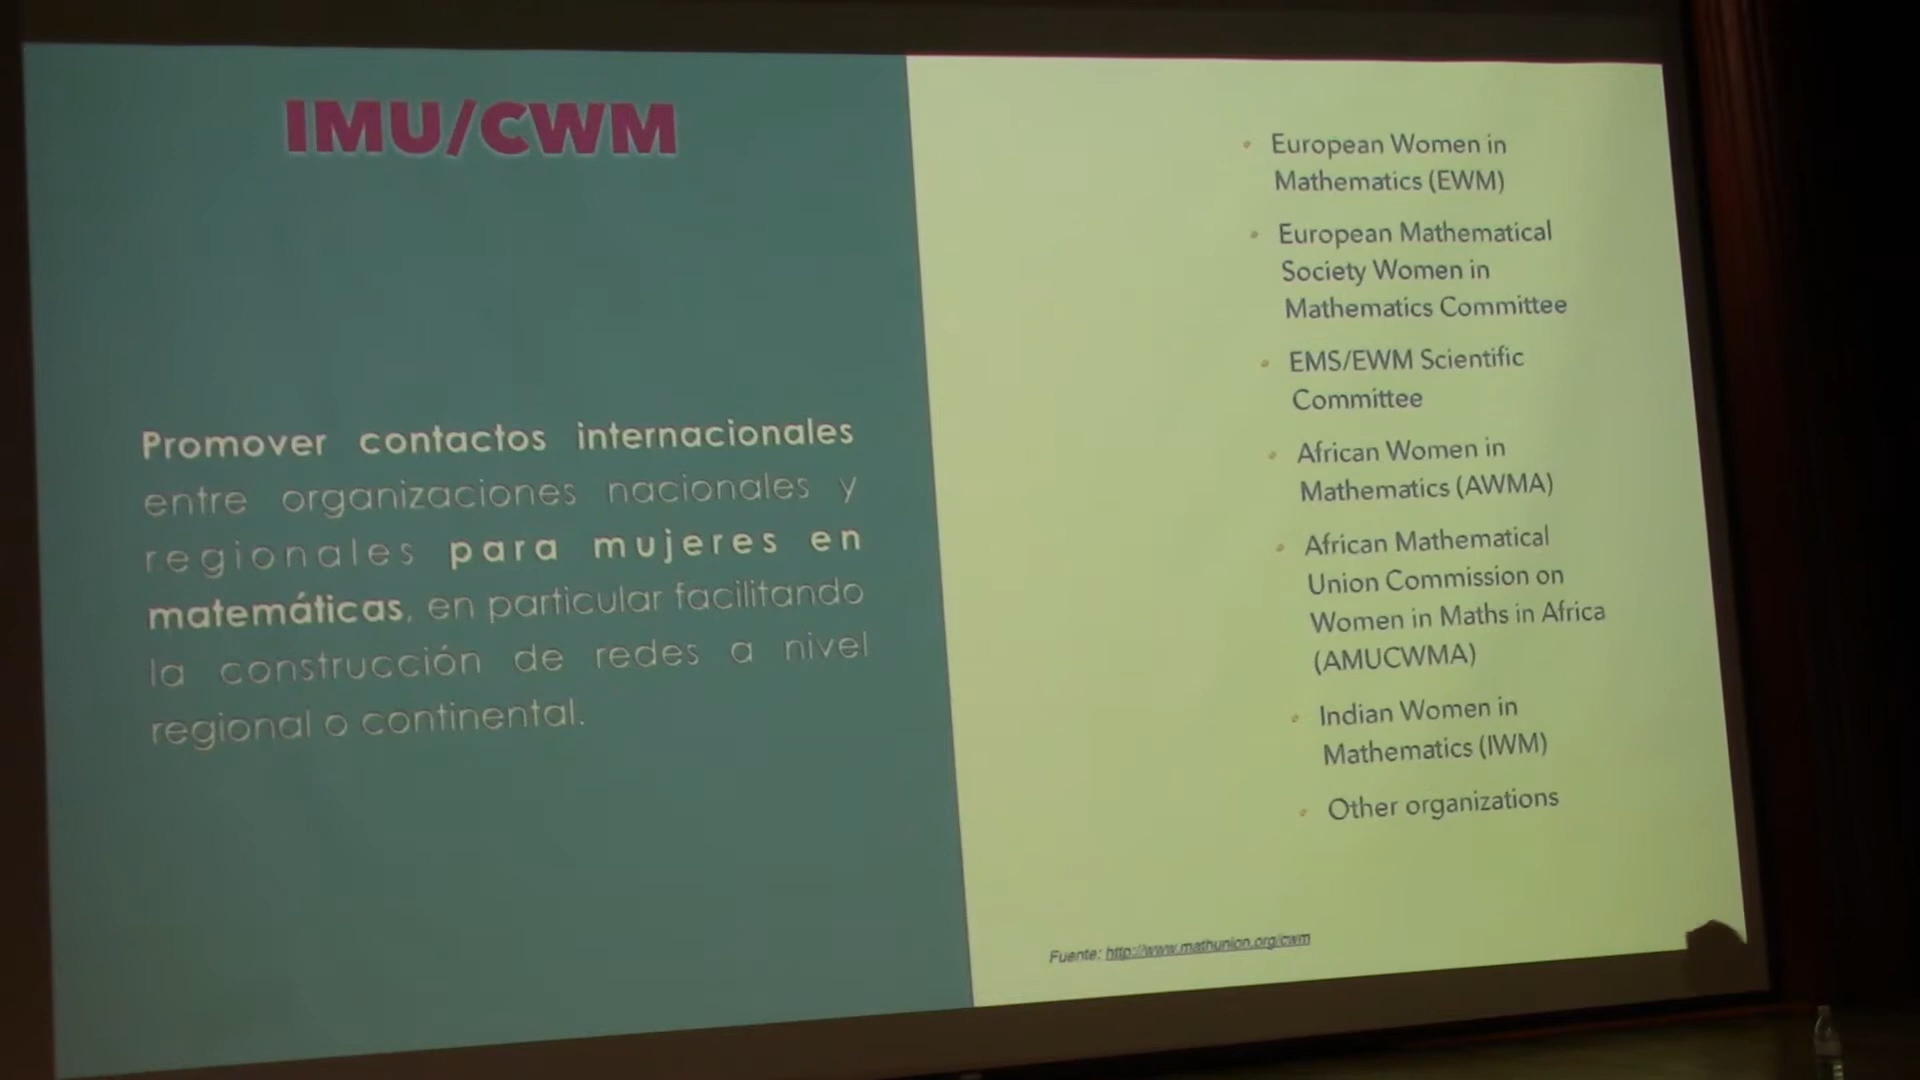 IMU/CWM
Promover contactos internacionales
entre organizaciones nacionales y
regionales para mujeres en
matemáticas, en particular facilitando
la construcción de redes a nivel
regional o continental.
• European Women in
Mathematics (EWM)
• European Mathematical
Society Women in
Mathematics Committee
• EMS/EWM Scientific
Committee
• African Women in
Mathematics (AWMA)
• African Mathematical
Union Commission on
Women in Maths in Africa
(AMUCWMA)
• Indian Women in
Mathematics (IWM)
• Other organizations
Fuente: http://www.mathunion.org/cwm